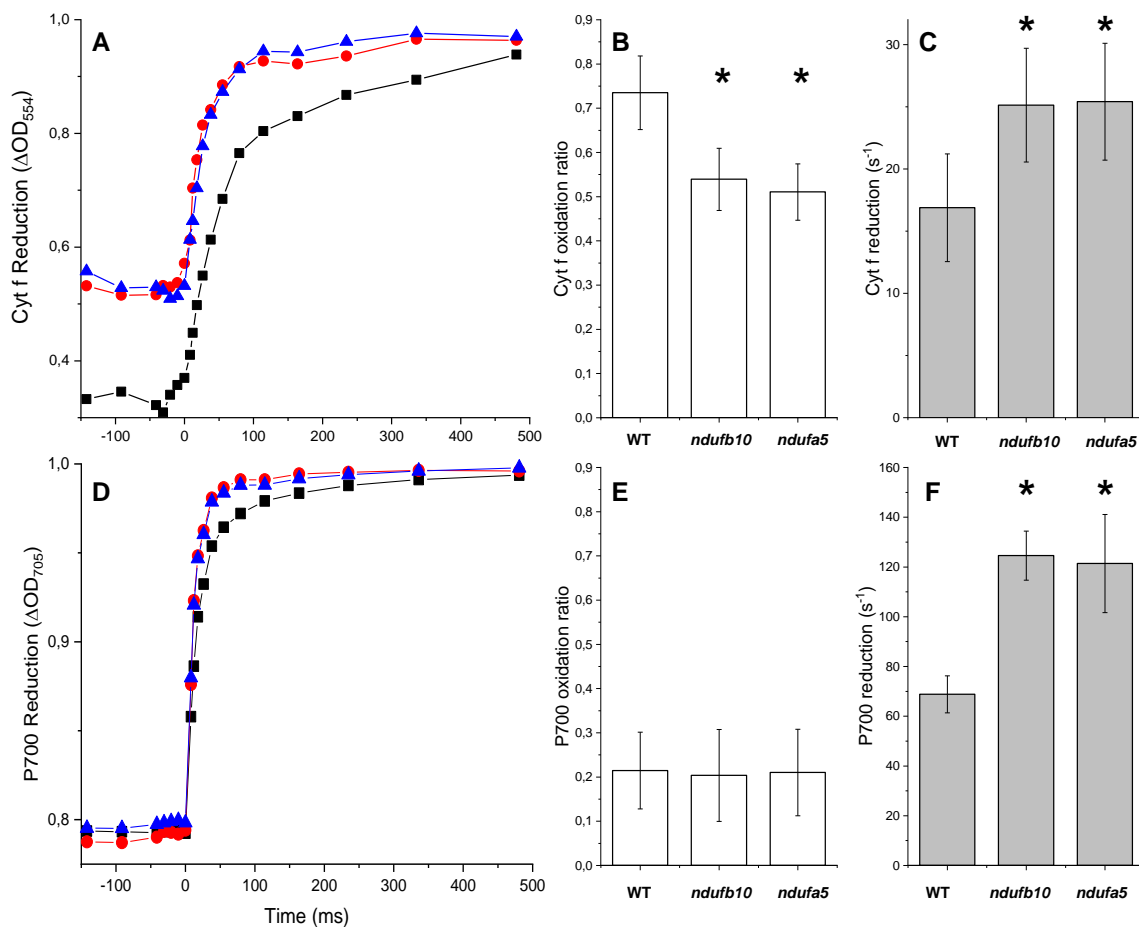 A
Cyt f Reduction (ΔOD554)
1,0
0,8
0,6
0,4
-100 0 100 200 300 400 500
B
Cyt f oxidation ratio
0,9
0,8
0,7
0,6
0,5
0,4
0,3
0,2
0,1
0,0
* *
WT ndufb10 ndufa5
C
Cyt f reduction (s-1)
30
20
10
0
* *
WT ndufb10 ndufa5
D
P700 Reduction (ΔOD705)
1,0
0,9
0,8
-100 0 100 200 300 400 500
Time (ms)
E
P700 oxidation ratio
0,9
0,8
0,7
0,6
0,5
0,4
0,3
0,2
0,1
0,0
WT ndufb10 ndufa5
F
P700 reduction (s-1)
160
140
120
100
80
60
40
20
0
* *
WT ndufb10 ndufa5